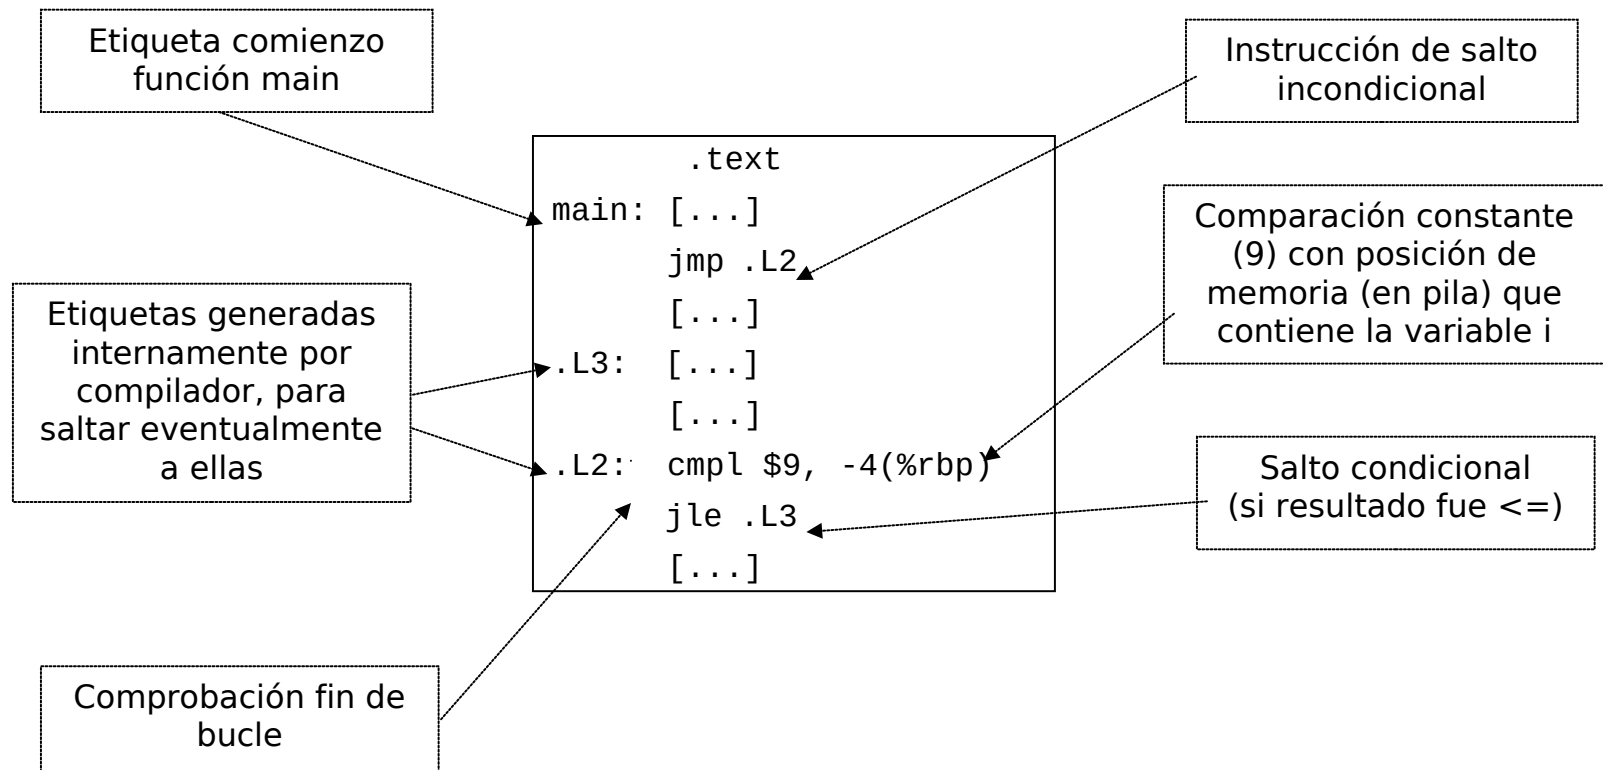 Etiqueta comienzo
función main
Instrucción de salto
incondicional
.text
main: [...]
jmp .L2
[...]
.L3: [...]
[...]
.L2: cmpl $9, -4(%rbp)
jle .L3
[...]
Comparación constante
(9) con posición de
memoria (en pila) que
contiene la variable i
Etiquetas generadas
internamente por
compilador, para
saltar eventualmente
a ellas
Salto condicional
(si resultado fue <=)
Comprobación fin de
bucle